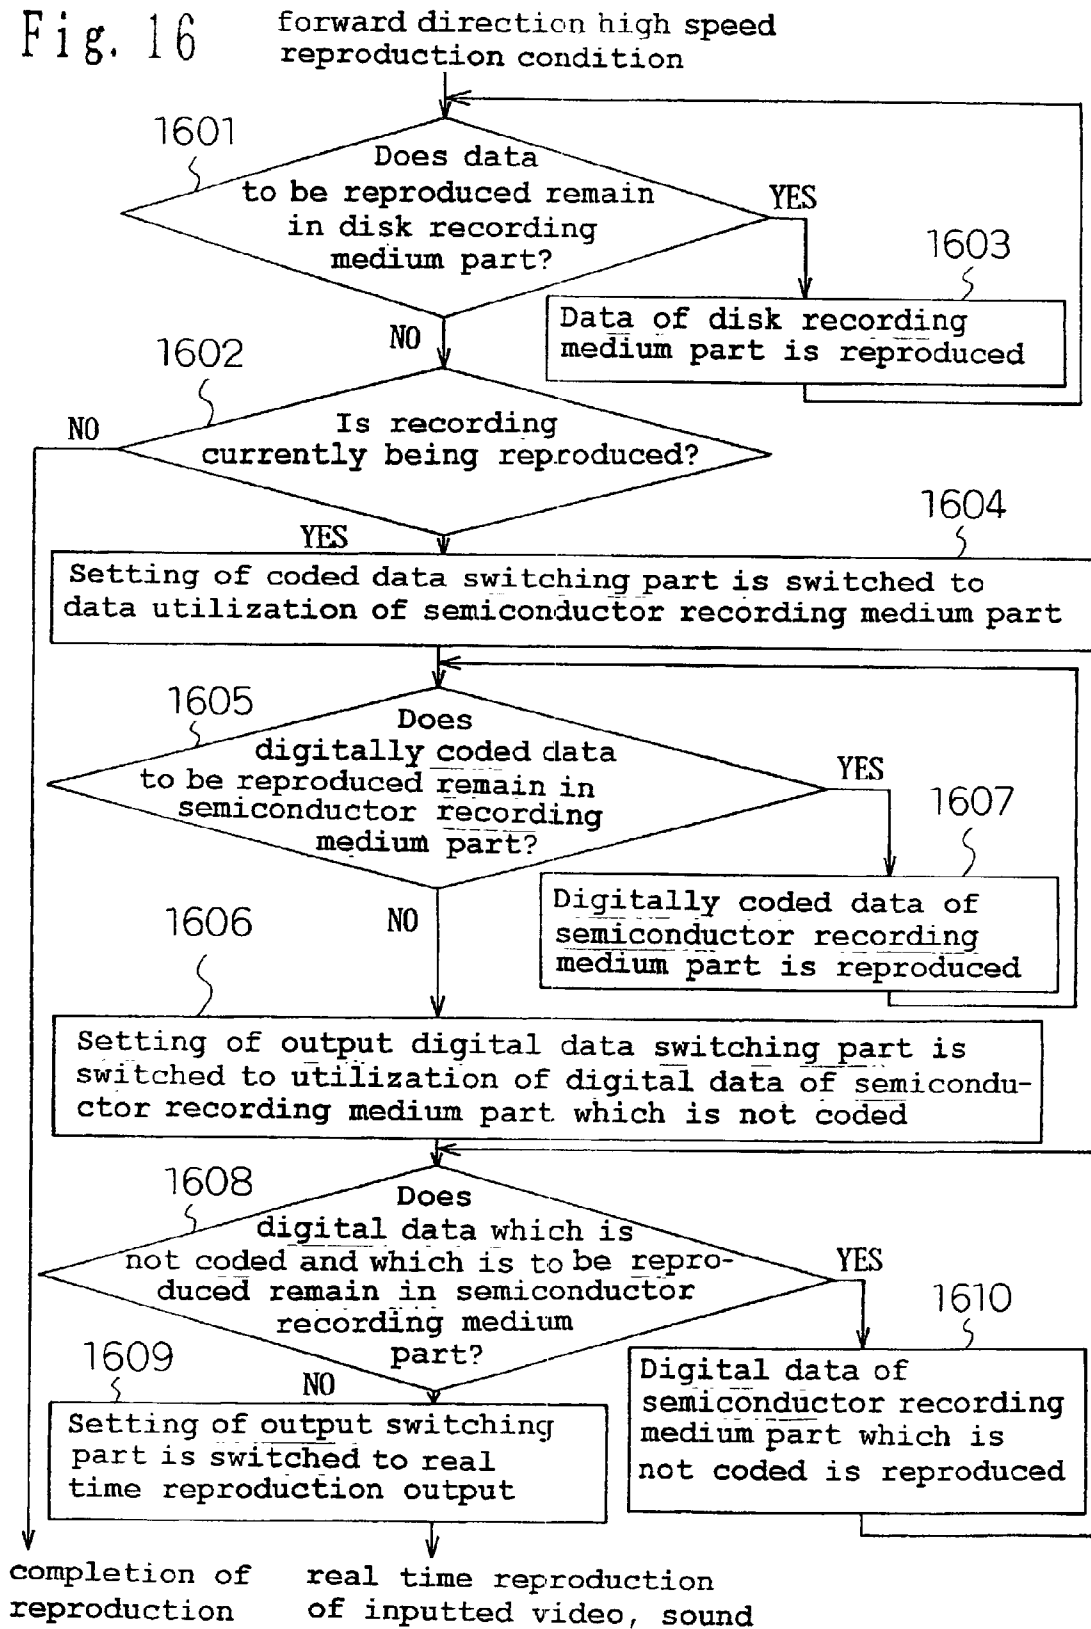 Fig. 16
forward direction high speed
reproduction condition
1601
Does data
to be reproduced remain
in disk recording
medium part?
YES
1603
Data of disk recording
medium part is reproduced
NO
1602
Is recording
currently being reproduced?
NO
YES
1604
Setting of coded data switching part is switched to
data utilization of semiconductor recording medium part
1605
Does
digitally coded data
to be reproduced remain in
semiconductor recording
medium part?
YES
1607
Digitally coded data of
semiconductor recording
medium part is reproduced
NO
1606
Setting of output digital data switching part is
switched to utilization of digital data of semicondu-
ctor recording medium part which is not coded
1608
Does
digital data which is
not coded and which is to be repro-
duced remain in semiconductor
recording medium
part?
YES
1610
Digital data of
semiconductor recording
medium part which is
not coded is reproduced
NO
1609
Setting of output switching
part is switched to real
time reproduction output
completion of
reproduction
real time reproduction
of inputted video, sound